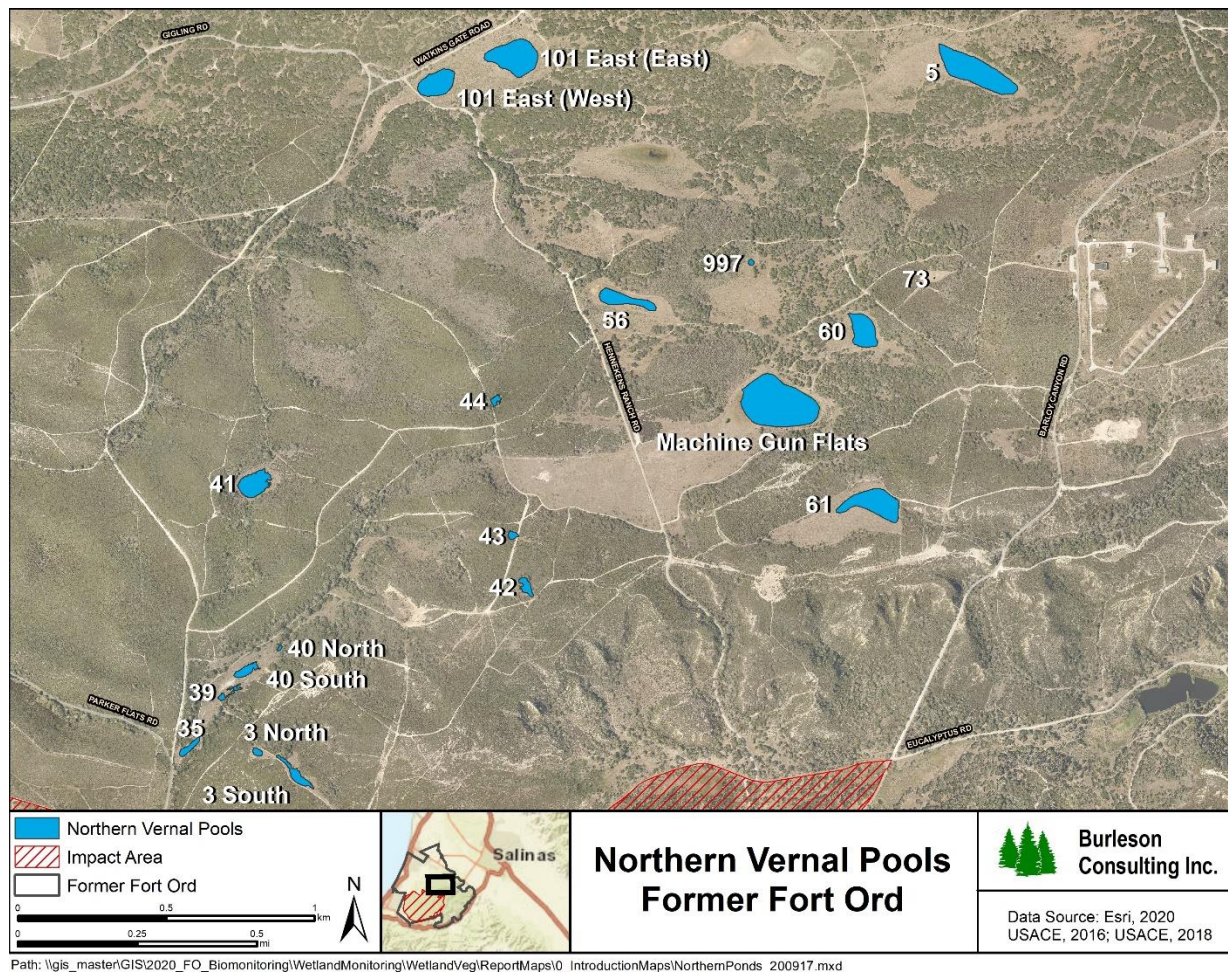 GIGLING RD
WATKINS GATE ROAD
101 East (East)
5
101 East (West)
997
73
56
60
HENNEKENS RANCH RD
BARLOY CANYON RD
44
Machine Gun Flats
41
61
43
42
40 North
40 South
39
PARKER FLATS RD
35
3 North
EUCALYPTUS RD
3 South
Northern Vernal Pools
Impact Area
Former Fort Ord
N
0 0.5 1
km
0 0.25 0.5
mi
Salinas
Northern Vernal Pools
Former Fort Ord
Burleson
Consulting Inc.
Data Source: Esri, 2020
USACE, 2016; USACE, 2018
Path: \\gis_master\GIS\2020_FO_Biomonitoring\WetlandMonitoring\WetlandVeg\ReportMaps\0_IntroductionMaps\NorthernPonds_200917.mxd